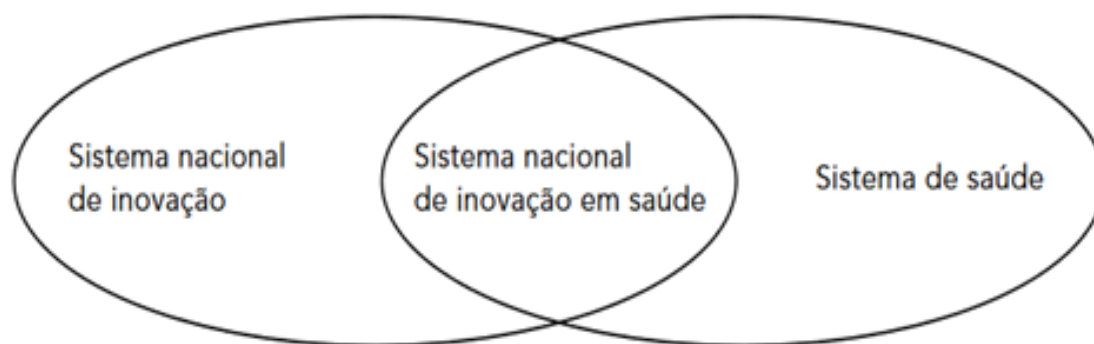 Sistema nacional
de inovação
Sistema nacional
de inovação em saúde
Sistema de saúde